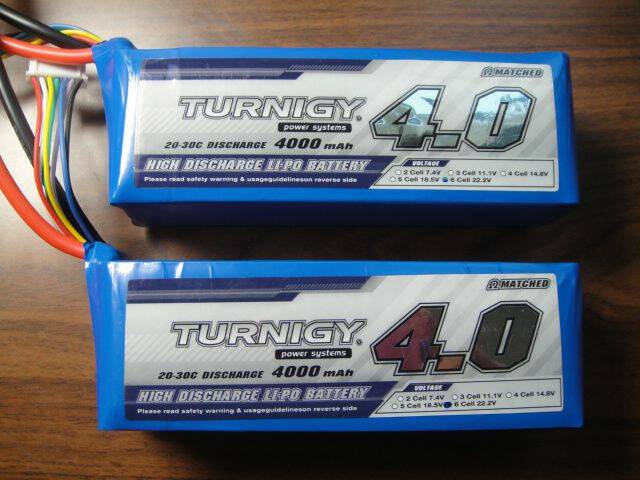 ΩMATCHED
TURNIGY®
power systems
4.0
20-30C DISCHARGE 4000 mAh
HIGH DISCHARGE LI-PO BATTERY
Please read safety warning & usageguidelineson reverse side
VOLTAGE
2 Cell 7.4V 3 Cell 11.1V 4 Cell 14.8V
5 Cell 18.5V 6 Cell 22.2V
ΩMATCHED
TURNIGY®
power systems
4.0
20-30C DISCHARGE 4000 mAh
HIGH DISCHARGE LI-PO BATTERY
Please read safety warning & usageguidelineson reverse side
VOLTAGE
2 Cell 7.4V 3 Cell 11.1V 4 Cell 14.8V
5 Cell 18.5V 6 Cell 22.2V